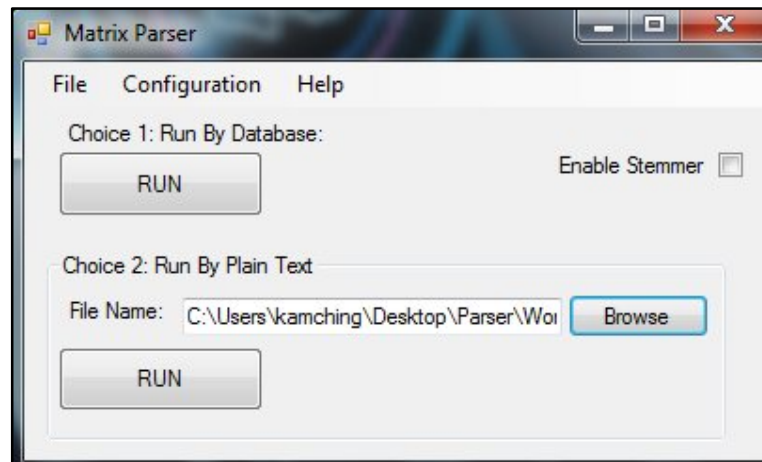 Matrix Parser
File Configuration Help
Choice 1: Run By Database:
RUN
Enable Stemmer
Choice 2: Run By Plain Text
File Name: C:\Users\kamching\Desktop\Parser\Wor Browse
RUN